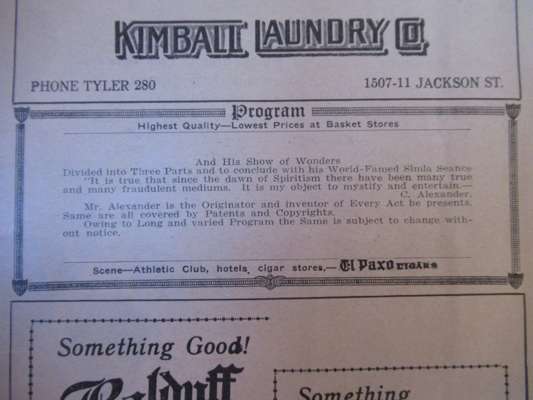 KIMBALL LAUNDRY CO.
PHONE TYLER 280
1507-11 JACKSON ST.
Program
Highest Quality—Lowest Prices at Basket Stores
And His Show of Wonders
Divided into Three Parts and to conclude with his World-Famed Simla Seance
"It is true that since the dawn of Spiritism there have been many true
and many fraudulent mediums. It is my object to mystify and entertain.—
C. Alexander.
Mr. Alexander is the Originator and inventor of Every Act be presents.
Same are all covered by Patents and Copyrights.
Owing to Long and varied Program the Same is subject to change with-
out notice.
Scene—Athletic Club, hotels, cigar stores,—El Paxo CIGARS
Something Good!
Balduff
Something